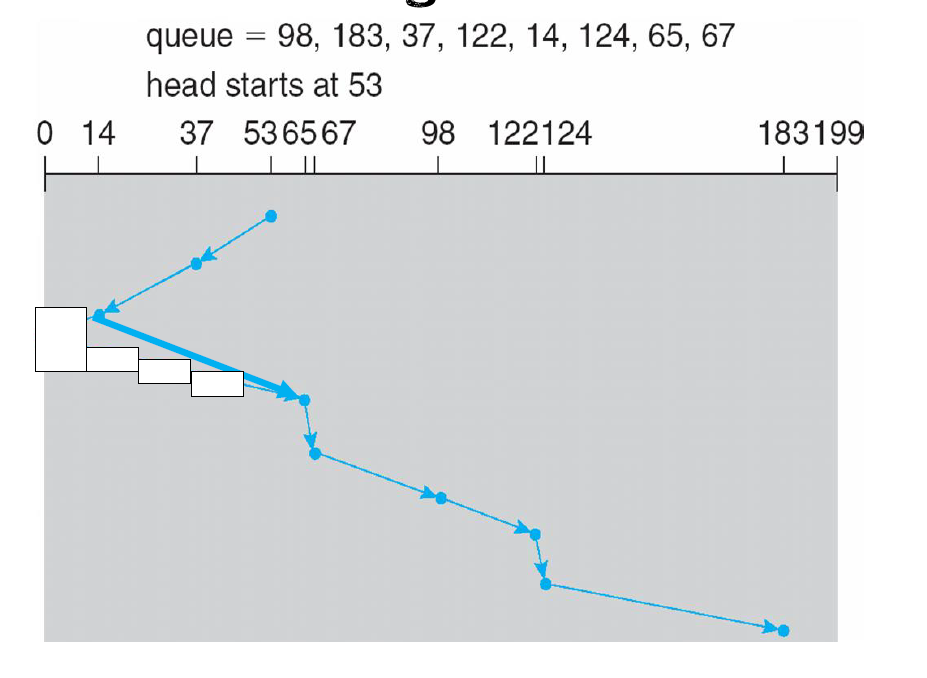 queue = 98, 183, 37, 122, 14, 124, 65, 67
head starts at 53
0 14 37 53 65 67 98 122 124 183 199